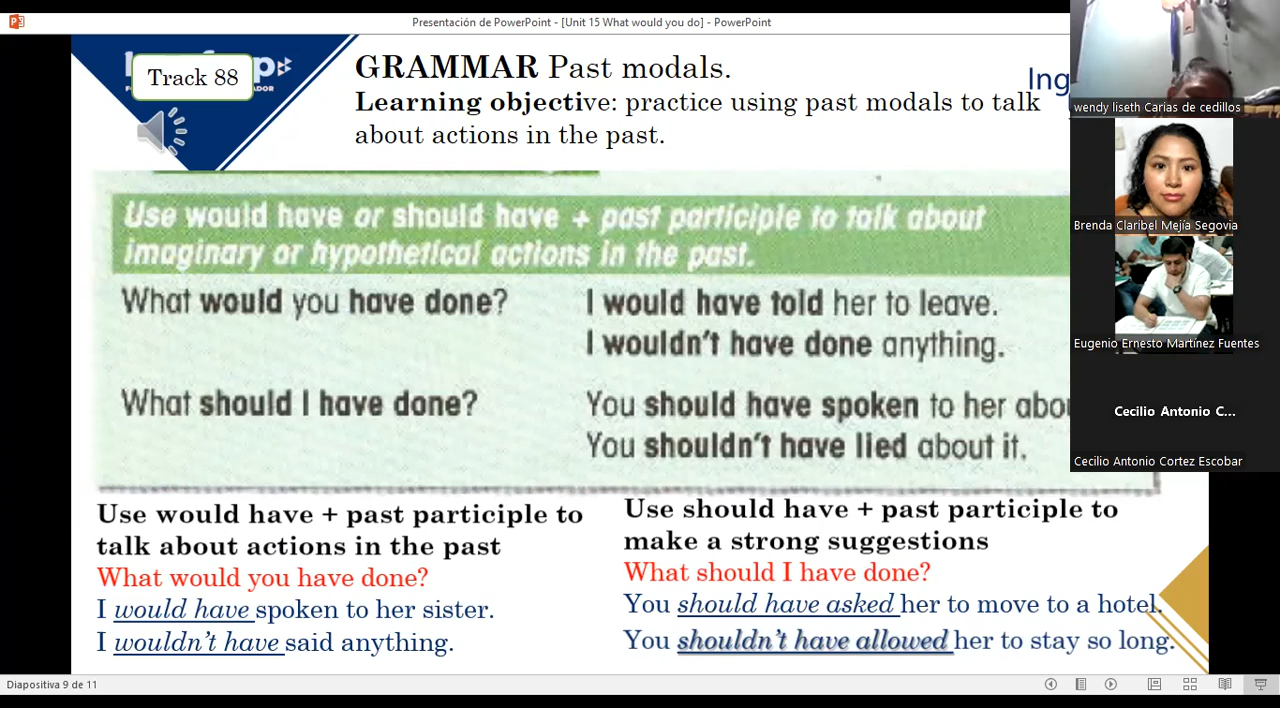 Presentación de PowerPoint - [Unit 15 What would you do] - PowerPoint
Track 88
GRAMMAR Past modals.
Learning objective: practice using past modals to talk
about actions in the past.
Ing
Use would have or should have + past participle to talk about
imaginary or hypothetical actions in the past.
What would you have done?
I would have told her to leave.
I wouldn't have done anything.
What should I have done?
You should have spoken to her abou
You shouldn't have lied about it.
Use would have + past participle to
talk about actions in the past
What would you have done?
I would have spoken to her sister.
I wouldn't have said anything.
Use should have + past participle to
make a strong suggestions
What should I have done?
You should have asked her to move to a hotel.
You shouldn't have allowed her to stay so long.
wendy liseth Carias de cedillos
Brenda Claribel Mejía Segovia
Eugenio Ernesto Martínez Fuentes
Cecilio Antonio C...
Cecilio Antonio Cortez Escobar
Diapositiva 9 de 11